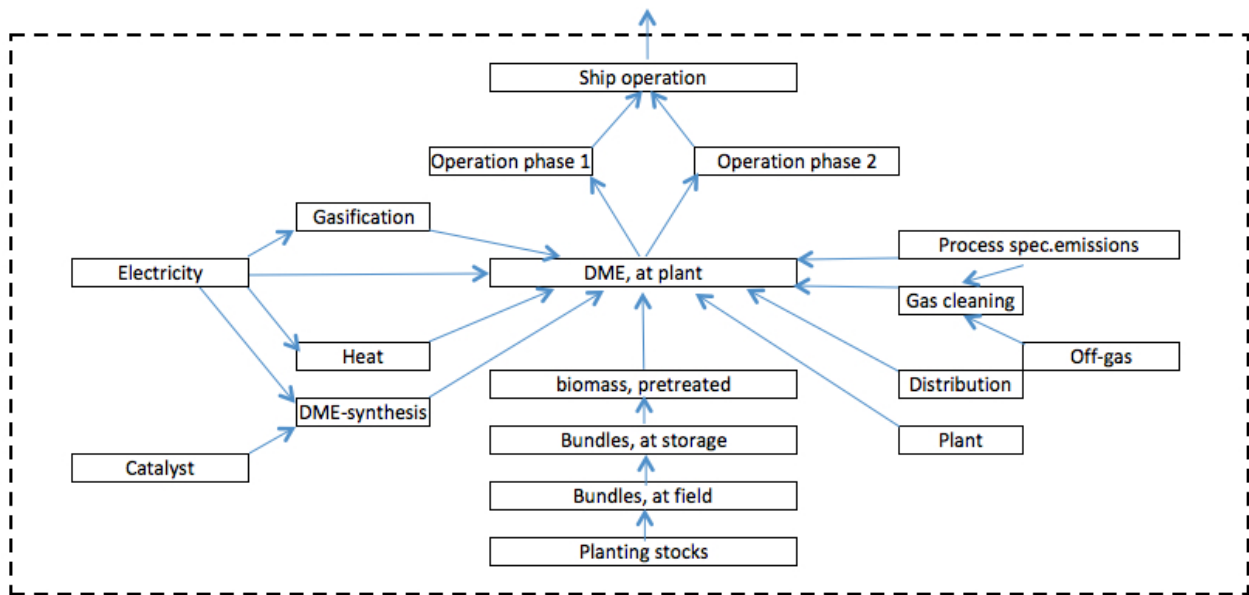 Ship operation
Operation phase 1
Operation phase 2
Gasification
Process spec.emissions
Electricity
DME, at plant
Gas cleaning
Heat
Off-gas
biomass, pretreated
Distribution
DME-synthesis
Bundles, at storage
Plant
Catalyst
Bundles, at field
Planting stocks